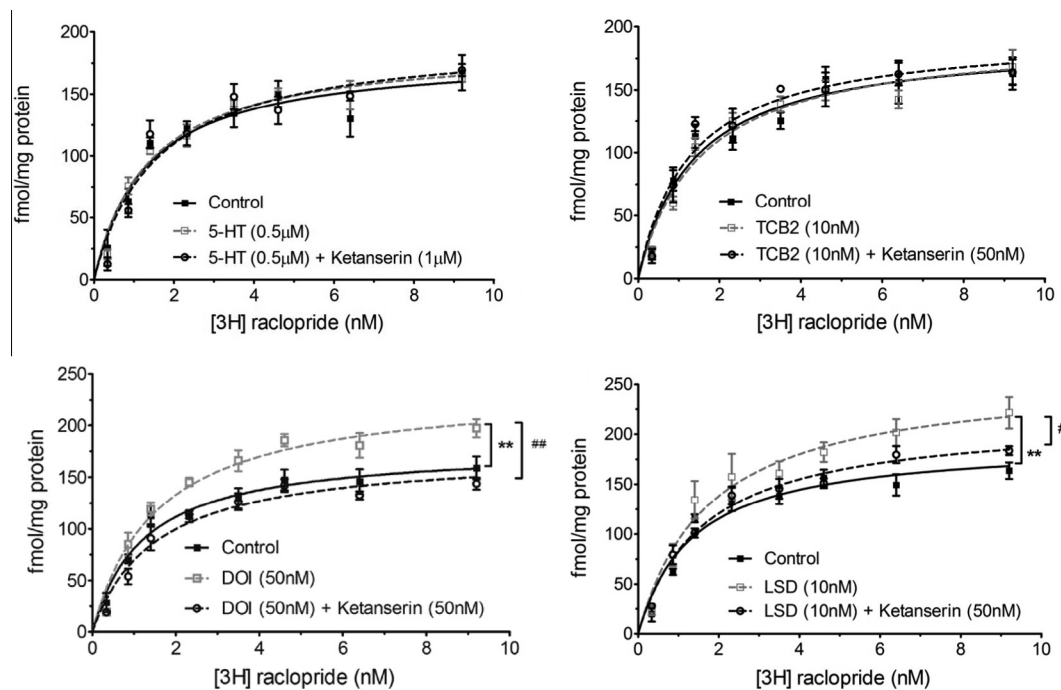 200
150
100
50
0
fmol/mg protein
Control
5-HT (0.5µM)
5-HT (0.5µM) + Ketanserin (1µM)
0 2 4 6 8 10
[3H] raclopride (nM)
200
150
100
50
0
fmol/mg protein
Control
TCB2 (10nM)
TCB2 (10nM) + Ketanserin (50nM)
0 2 4 6 8 10
[3H] raclopride (nM)
250
200
150
100
50
0
fmol/mg protein
** ##
Control
DOI (50nM)
DOI (50nM) + Ketanserin (50nM)
0 2 4 6 8 10
[3H] raclopride (nM)
250
200
150
100
50
0
fmol/mg protein
#
**
Control
LSD (10nM)
LSD (10nM) + Ketanserin (50nM)
0 2 4 6 8 10
[3H] raclopride (nM)